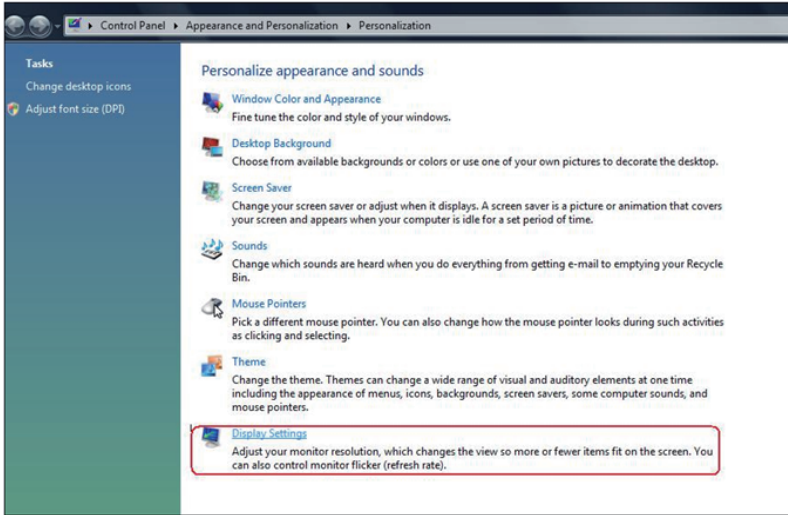 Control Panel ▸ Appearance and Personalization ▸ Personalization
Tasks
Change desktop icons
Adjust font size (DPI)
Personalize appearance and sounds
Window Color and Appearance
Fine tune the color and style of your windows.
Desktop Background
Choose from available backgrounds or colors or use one of your own pictures to decorate the desktop.
Screen Saver
Change your screen saver or adjust when it displays. A screen saver is a picture or animation that covers
your screen and appears when your computer is idle for a set period of time.
Sounds
Change which sounds are heard when you do everything from getting e-mail to emptying your Recycle
Bin.
Mouse Pointers
Pick a different mouse pointer. You can also change how the mouse pointer looks during such activities
as clicking and selecting.
Theme
Change the theme. Themes can change a wide range of visual and auditory elements at one time
including the appearance of menus, icons, backgrounds, screen savers, some computer sounds, and
mouse pointers.
Display Settings
Adjust your monitor resolution, which changes the view so more or fewer items fit on the screen. You
can also control monitor flicker (refresh rate).